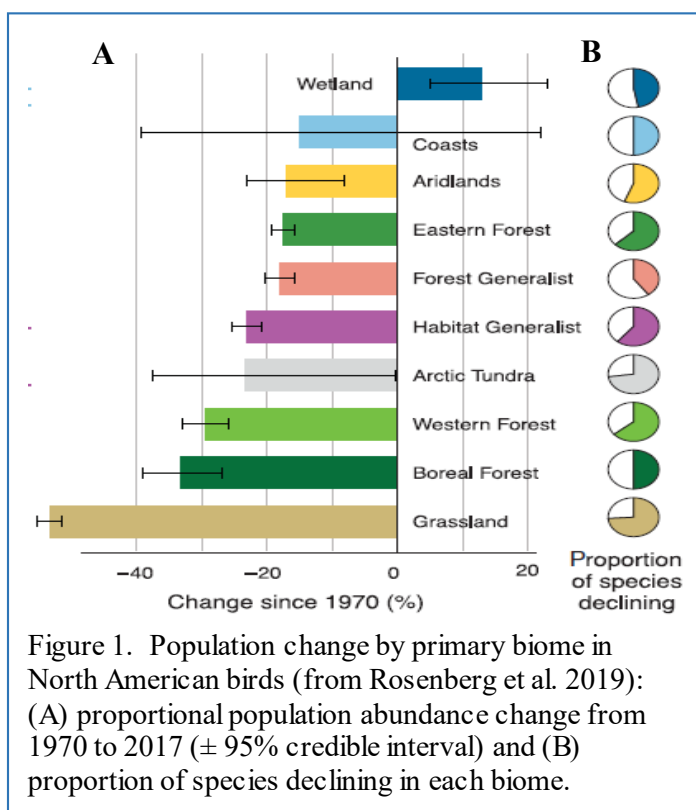 A
B
Wetland
Coasts
Aridlands
Eastern Forest
Forest Generalist
Habitat Generalist
Arctic Tundra
Western Forest
Boreal Forest
Grassland
−40 −20 0 20
Change since 1970 (%)
Proportion
of species
declining
Figure 1. Population change by primary biome in
North American birds (from Rosenberg et al. 2019):
(A) proportional population abundance change from
1970 to 2017 (± 95% credible interval) and (B)
proportion of species declining in each biome.